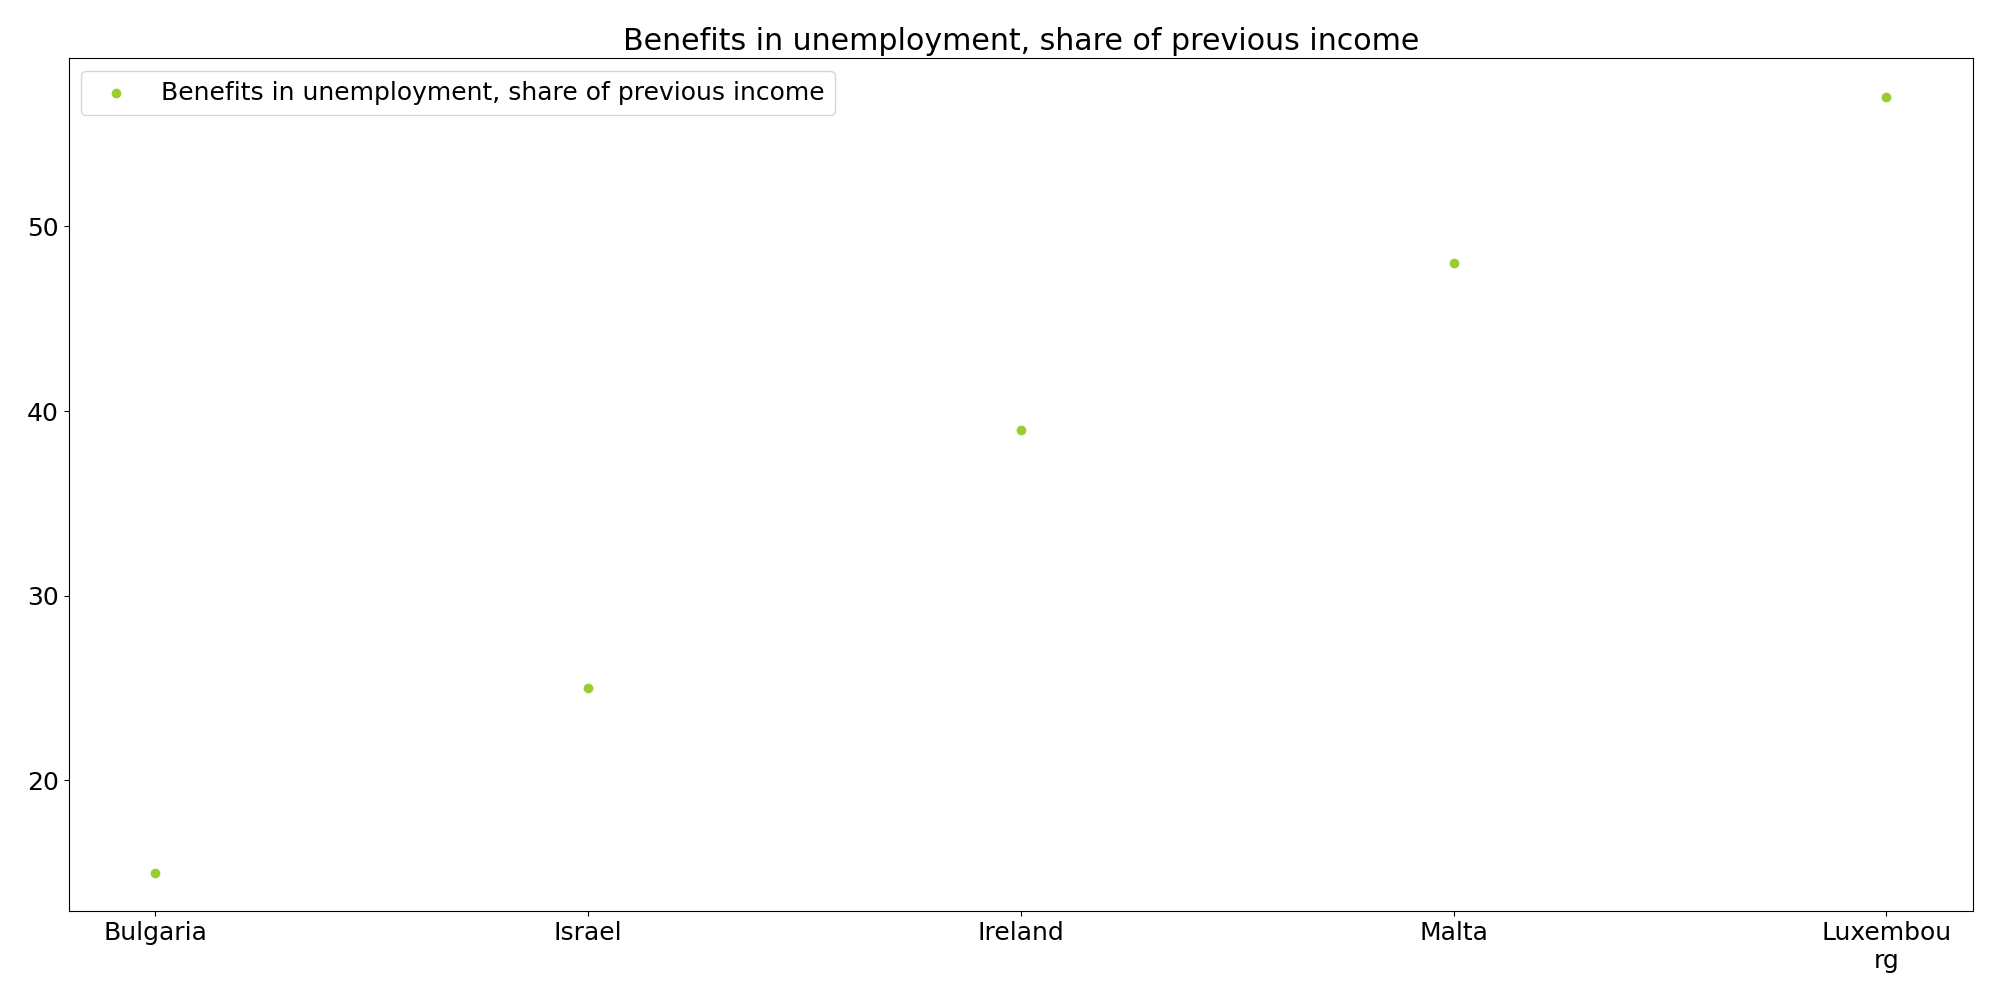 Benefits in unemployment, share of previous income
Benefits in unemployment, share of previous income
50
40
30
20
Bulgaria
Israel
Ireland
Malta
Luxembou
rg